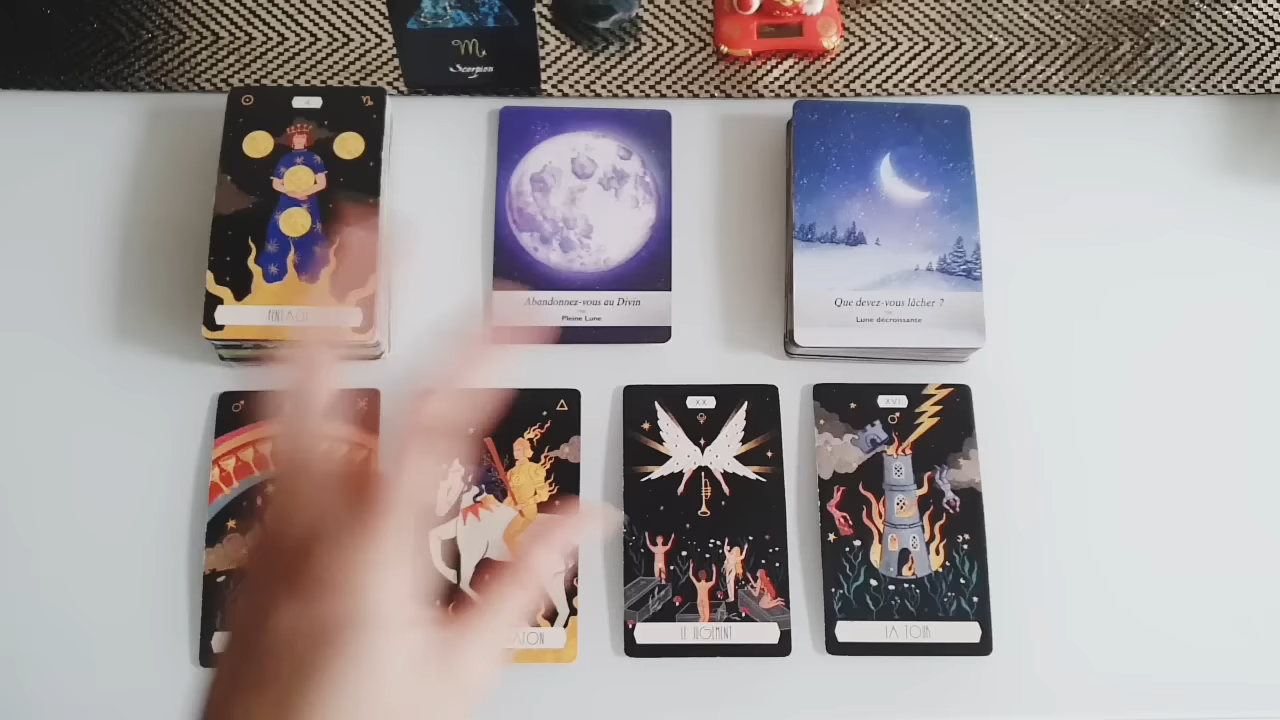 Scorpion
Abandonnez-vous au Divin
Pleine Lune
Que devez-vous lâcher ?
Lune décroissante
XX
XVI
LE JUGEMENT
LA TOUR